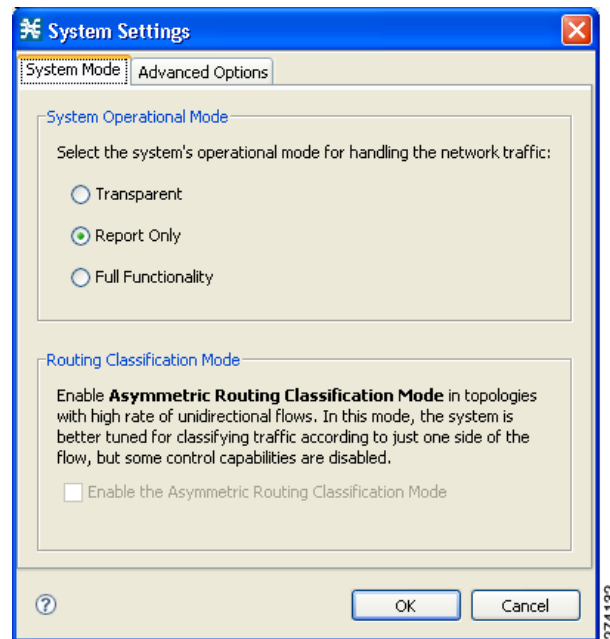 System Settings
System Mode
Advanced Options
System Operational Mode
Select the system's operational mode for handling the network traffic:
Transparent
Report Only
Full Functionality
Routing Classification Mode
Enable Asymmetric Routing Classification Mode in topologies
with high rate of unidirectional flows. In this mode, the system is
better tuned for classifying traffic according to just one side of the
flow, but some control capabilities are disabled.
Enable the Asymmetric Routing Classification Mode
?
OK
Cancel